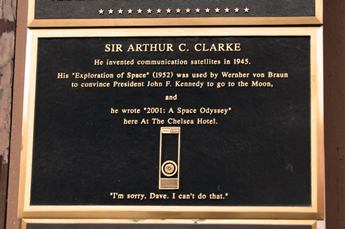 SIR ARTHUR C. CLARKE
He invented communication satellites in 1945.
His "Exploration of Space" (1952) was used by Wernher von Braun
to convince President John F. Kennedy to go to the Moon,
and
he wrote "2001: A Space Odyssey"
here At The Chelsea Hotel.
"I'm sorry, Dave. I can't do that."